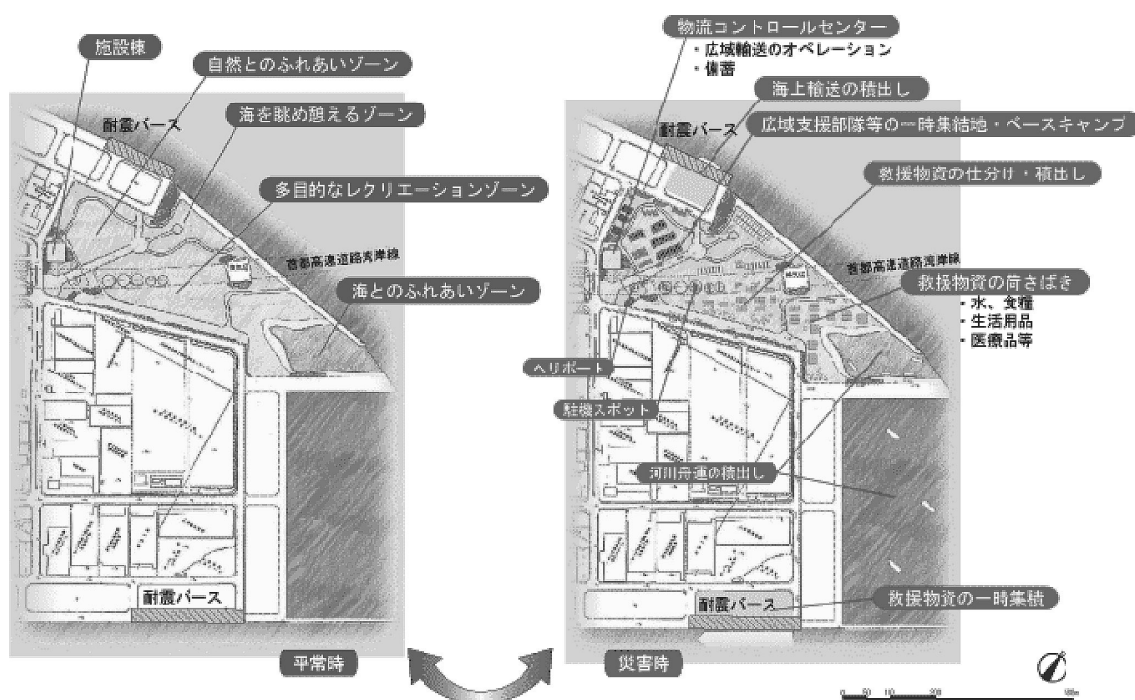 施設棟
自然とのふれあいゾーン
海を眺め憩えるゾーン
耐震バース
多目的なレクリエーションゾーン
首都高速道路湾岸線
海とのふれあいゾーン
耐震バース
平常時
物流コントロールセンター
・広域輸送のオペレーション
・備蓄
海上輸送の積出し
耐震バース
広域支援部隊等の一時集結地・ベースキャンプ
救援物資の仕分け・積出し
首都高速道路湾岸線
救援物資の荷さばき
・水、食糧
・生活用品
・医療品等
ヘリポート
駐機スポット
河川舟運の積出し
耐震バース
救援物資の一時集積
災害時
0 50 100 200